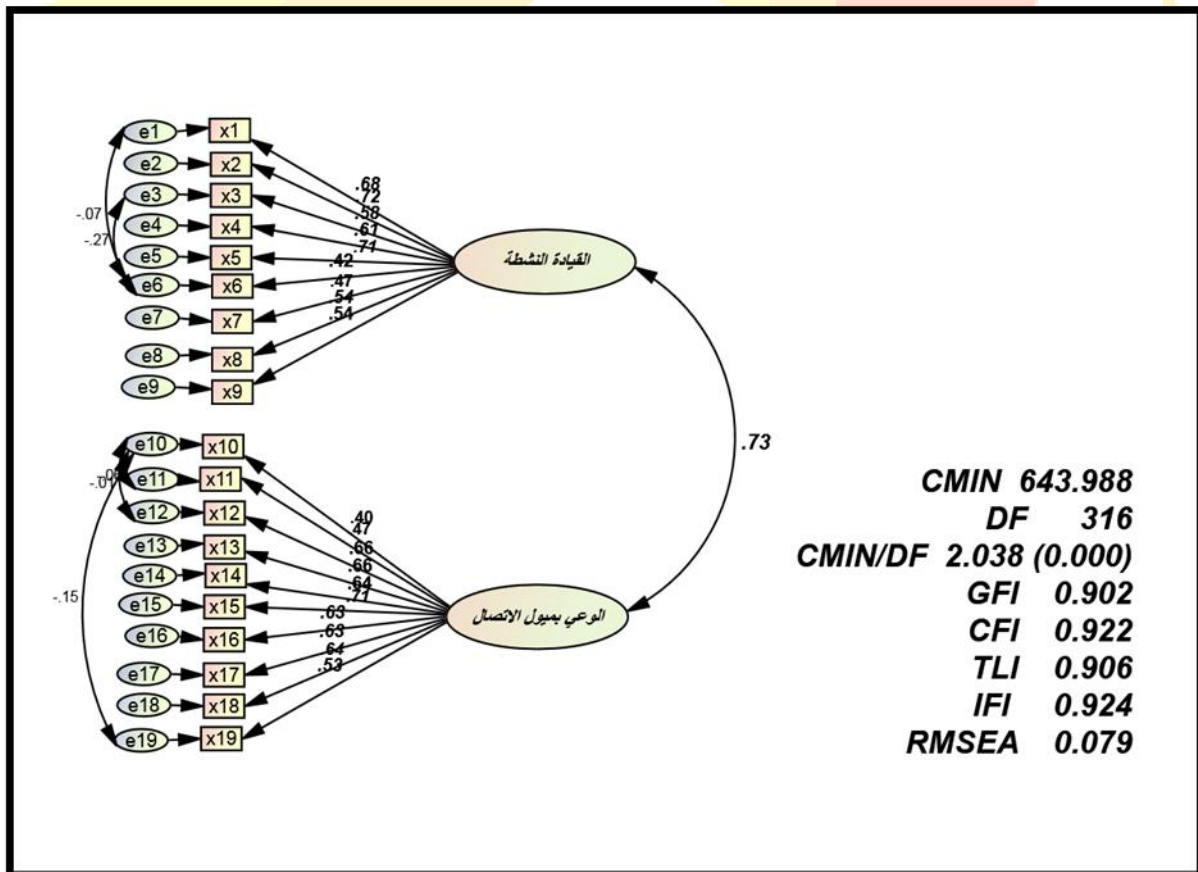 e1 x1
e2 x2
e3 x3
e4 x4
e5 x5
e6 x6
e7 x7
e8 x8
e9 x9
-.07
-.27
.68
.72
.58
.61
.71
.42
.47
.54
.54
القيادة النشطة
.73
e10 x10
e11 x11
e12 x12
e13 x13
e14 x14
e15 x15
e16 x16
e17 x17
e18 x18
e19 x19
-.01
-.15
.40
.47
.66
.66
.64
.71
.63
.63
.64
.53
الوعي بميول الاتصال
CMIN 643.988
DF 316
CMIN/DF 2.038 (0.000)
GFI 0.902
CFI 0.922
TLI 0.906
IFI 0.924
RMSEA 0.079